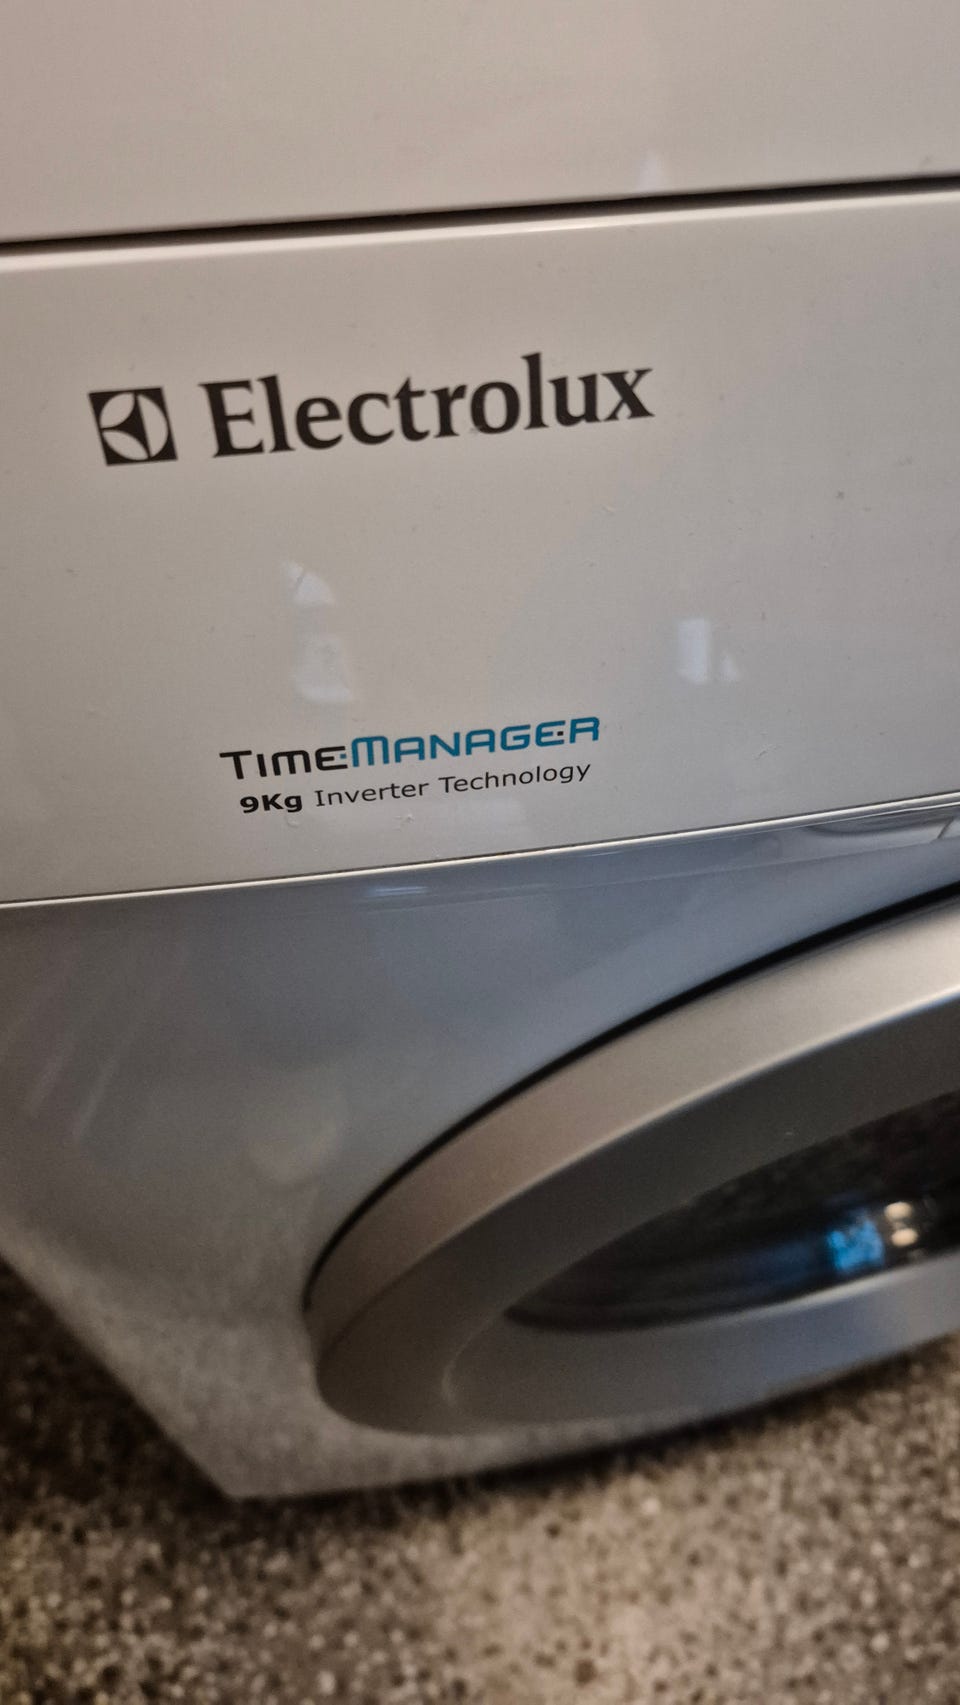 Electrolux
TIMEMANAGER
9Kg Inverter Technology